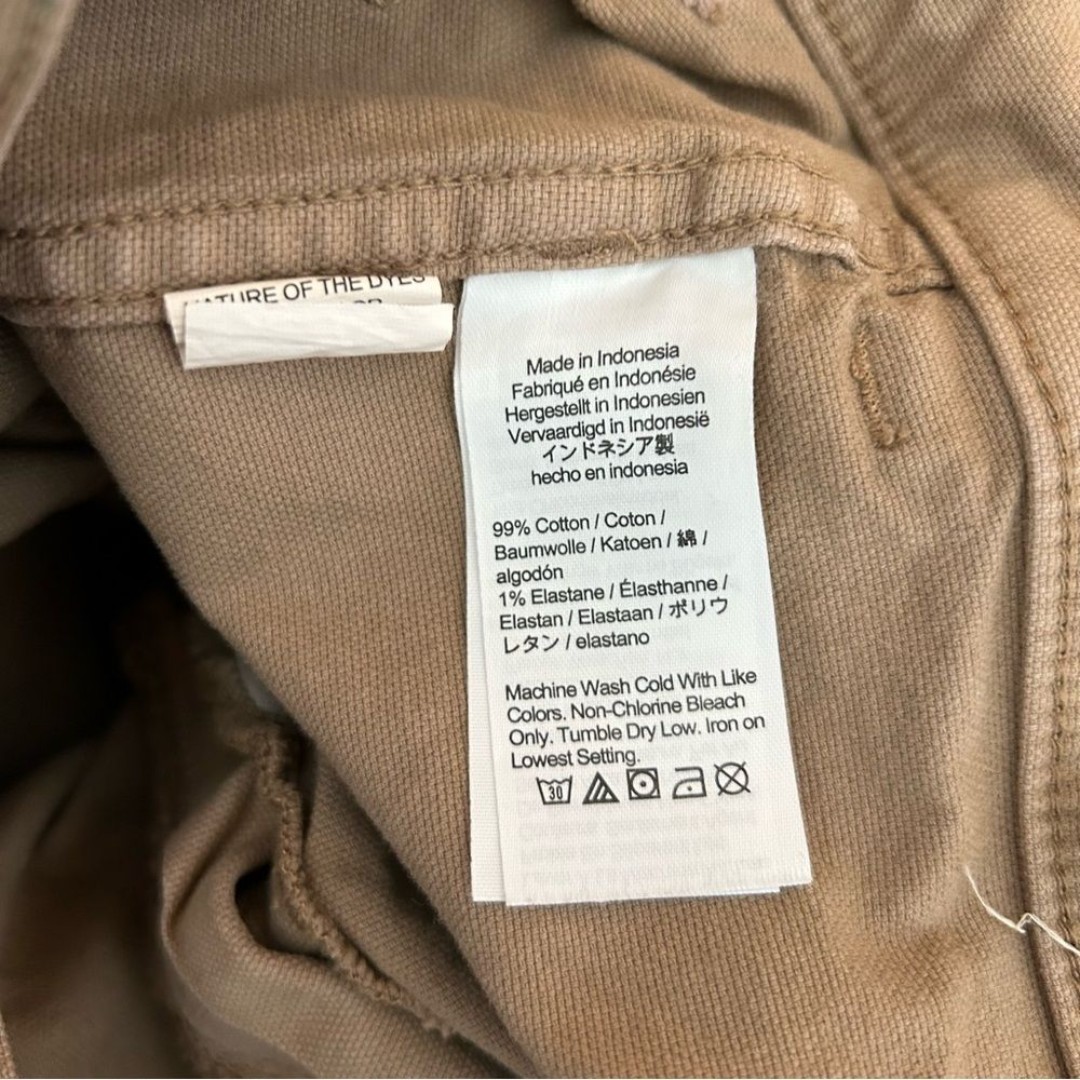 OF THE DYES
Made in Indonesia
Fabriqué en Indonésie
Hergestellt in Indonesien
Vervaardigd in Indonesië
インドネシア製
hecho en indonesia
99% Cotton / Coton /
Baumwolle / Katoen / 綿 /
algodón
1% Elastane / Élasthanne /
Elastan / Elastaan / ポリウ
レタン / elastano
Machine Wash Cold With Like
Colors. Non-Chlorine Bleach
Only. Tumble Dry Low. Iron on
Lowest Setting.
30